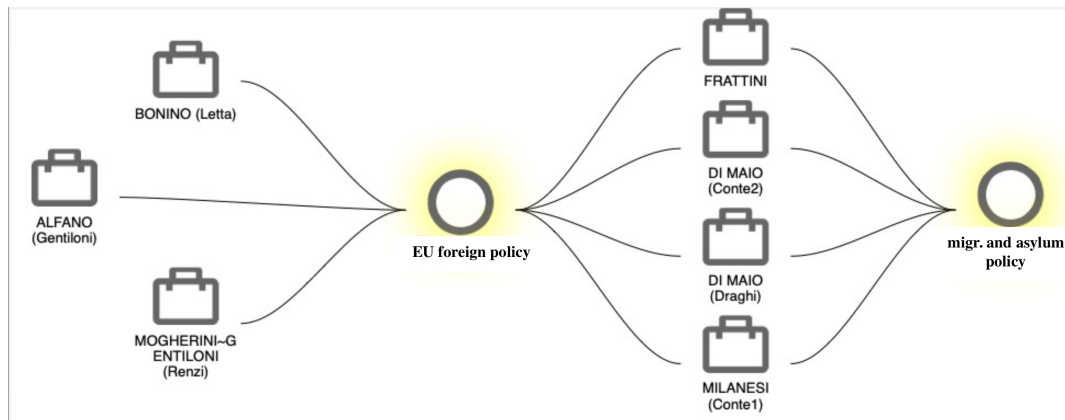 BONINO (Letta)
ALFANO
(Gentiloni)
MOGHERINI~G
ENTILONI
(Renzi)
EU foreign policy
FRATTINI
DI MAIO
(Conte2)
DI MAIO
(Draghi)
MILANESI
(Conte1)
migr. and asylum
policy